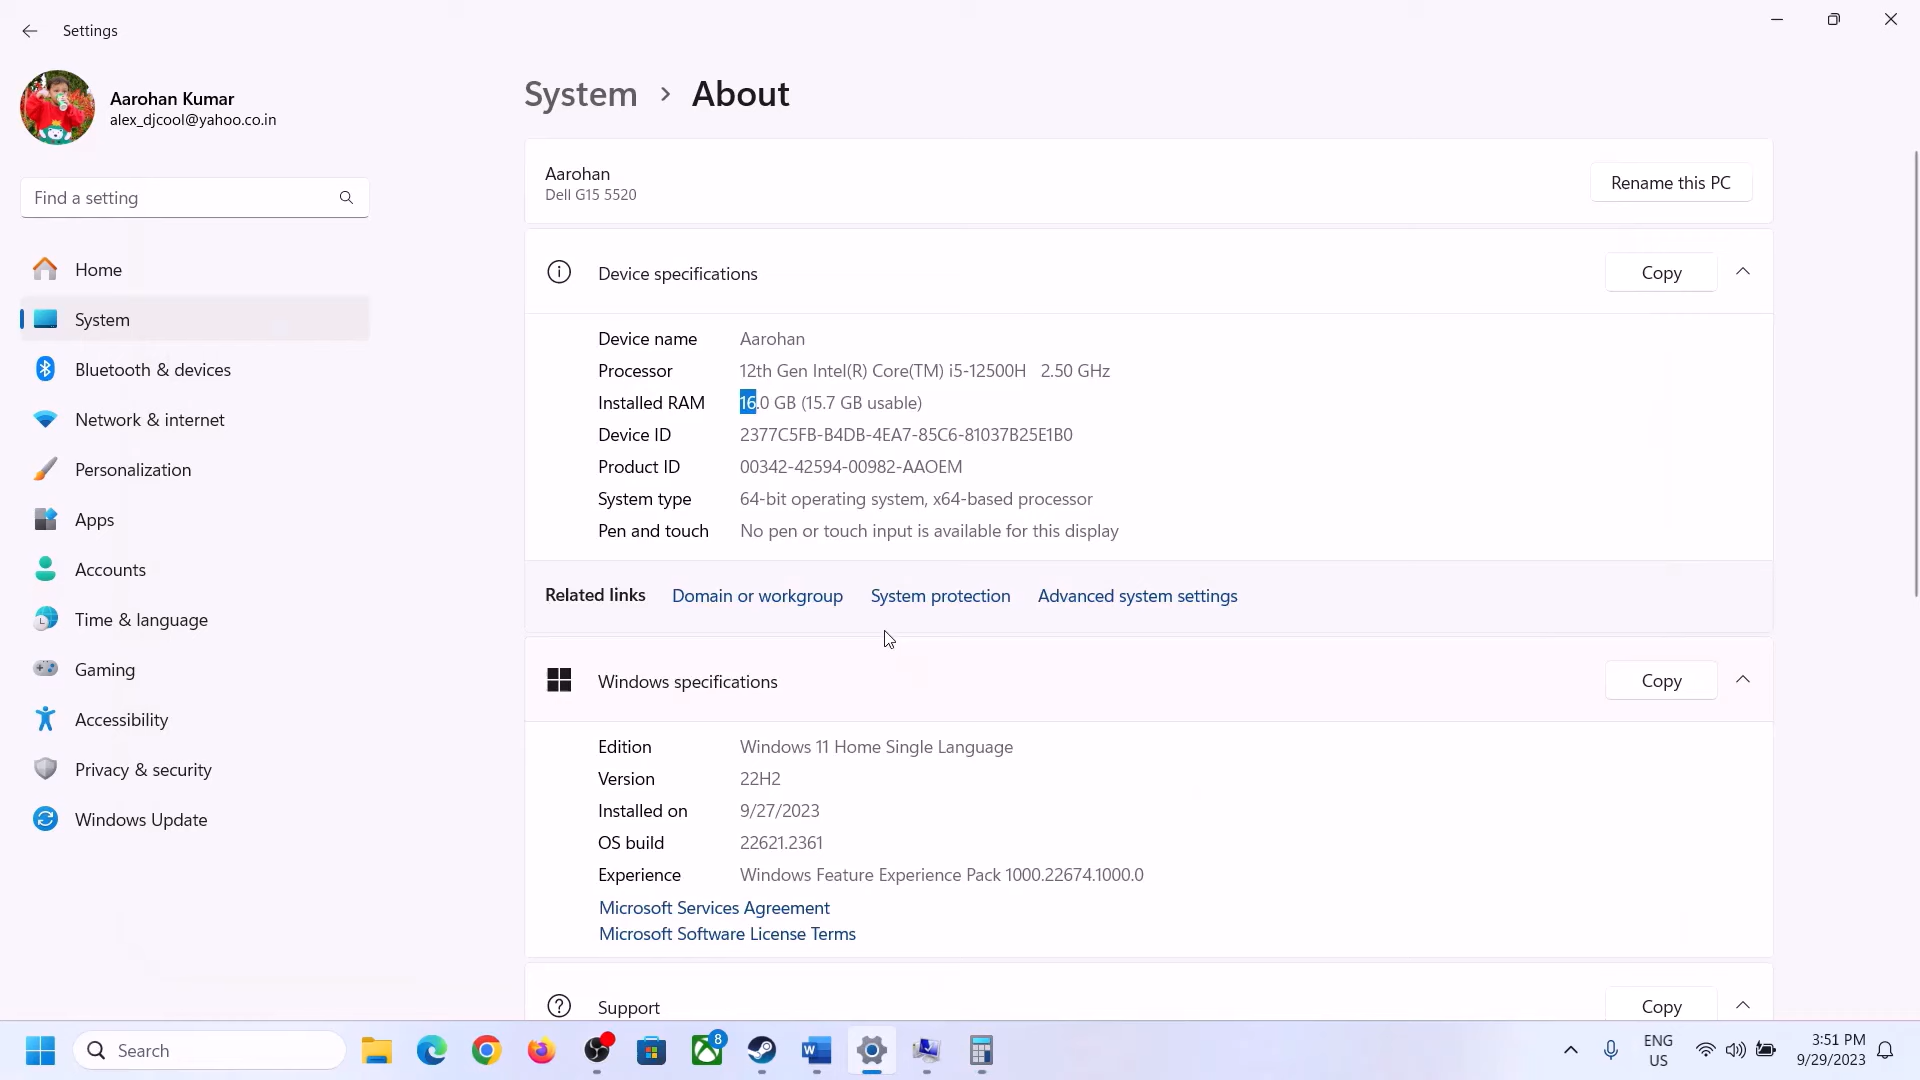 Settings
Aarohan Kumar
alex_djcool@yahoo.co.in
Find a setting
Home
System
Bluetooth & devices
Network & internet
Personalization
Apps
Accounts
Time & language
Gaming
Accessibility
Privacy & security
Windows Update
System > About
Aarohan
Dell G15 5520
Rename this PC
Device specifications
Copy
Device name Aarohan
Processor 12th Gen Intel(R) Core(TM) i5-12500H 2.50 GHz
Installed RAM 16.0 GB (15.7 GB usable)
Device ID 2377C5FB-B4DB-4EA7-85C6-81037B25E1B0
Product ID 00342-42594-00982-AAOEM
System type 64-bit operating system, x64-based processor
Pen and touch No pen or touch input is available for this display
Related links Domain or workgroup System protection Advanced system settings
Windows specifications
Copy
Edition Windows 11 Home Single Language
Version 22H2
Installed on 9/27/2023
OS build 22621.2361
Experience Windows Feature Experience Pack 1000.22674.1000.0
Microsoft Services Agreement
Microsoft Software License Terms
Support
Copy
Search
8
W
ENG
US
3:51 PM
9/29/2023